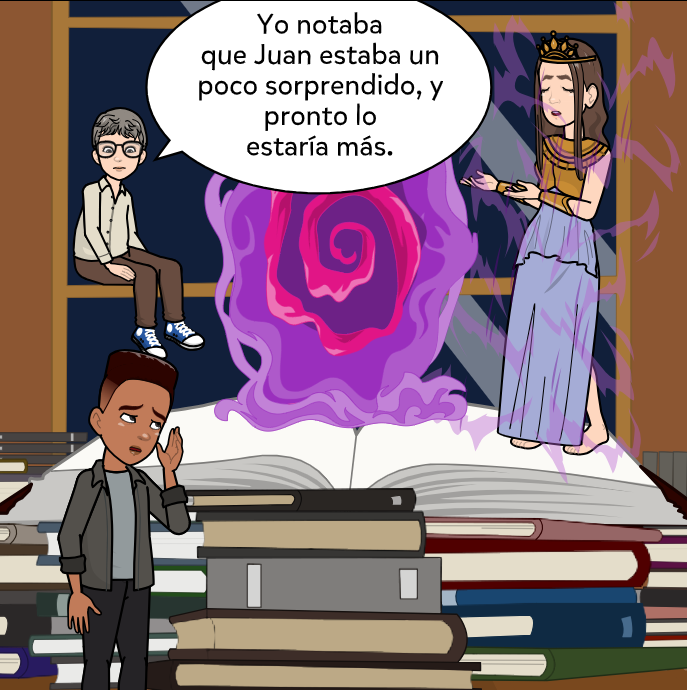 Yo notaba
que Juan estaba un
poco sorprendido, y
pronto lo
estaría más.